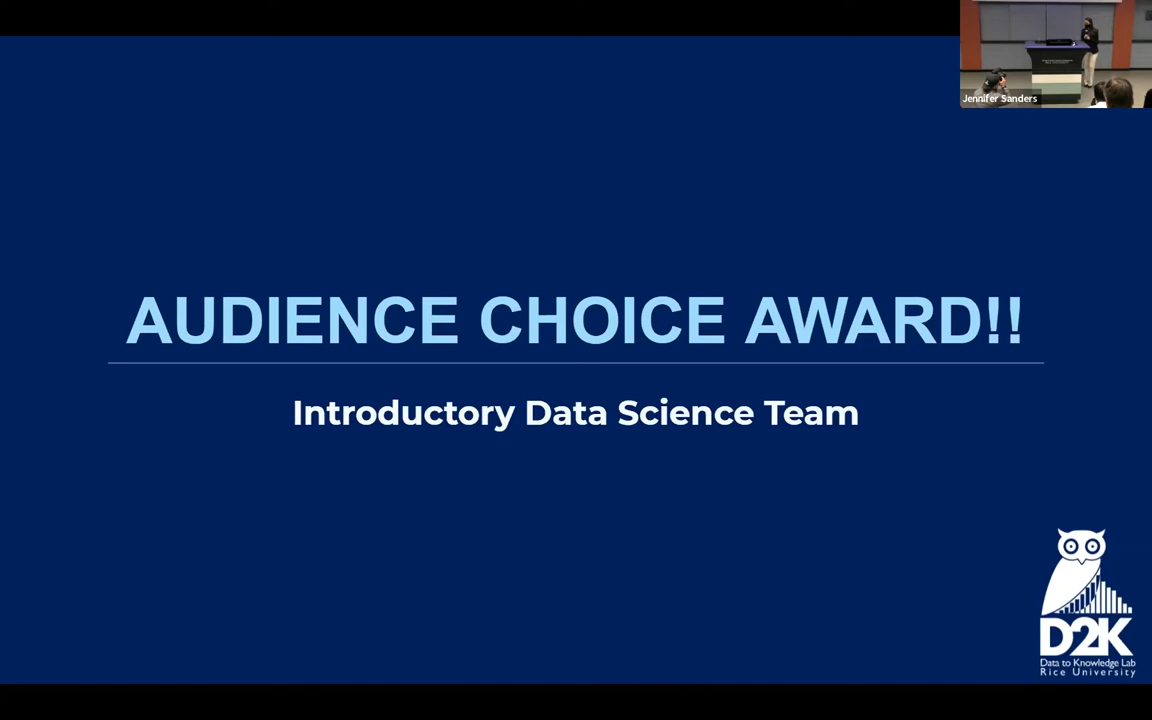 Jennifer Sanders
AUDIENCE CHOICE AWARD!!
Introductory Data Science Team
D2K
Data to Knowledge Lab
Rice University